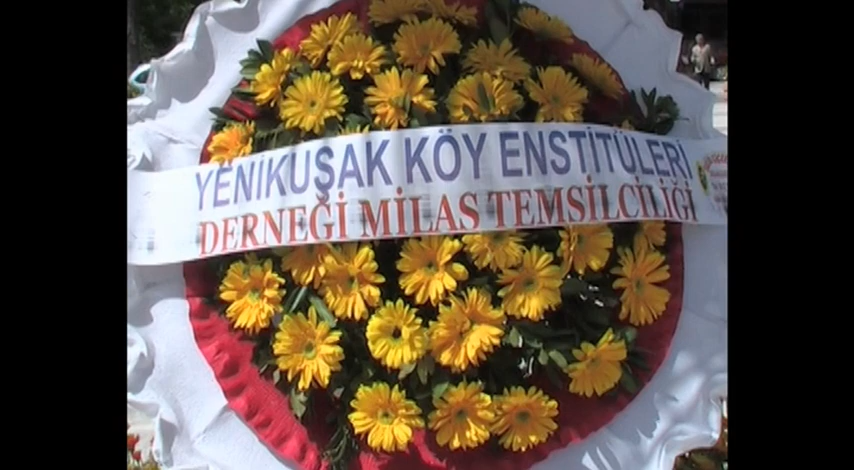 YENİKUŞAK KÖY ENSTİTÜLERİ
DERNEĞİ MİLAS TEMSİLCİLİĞİ